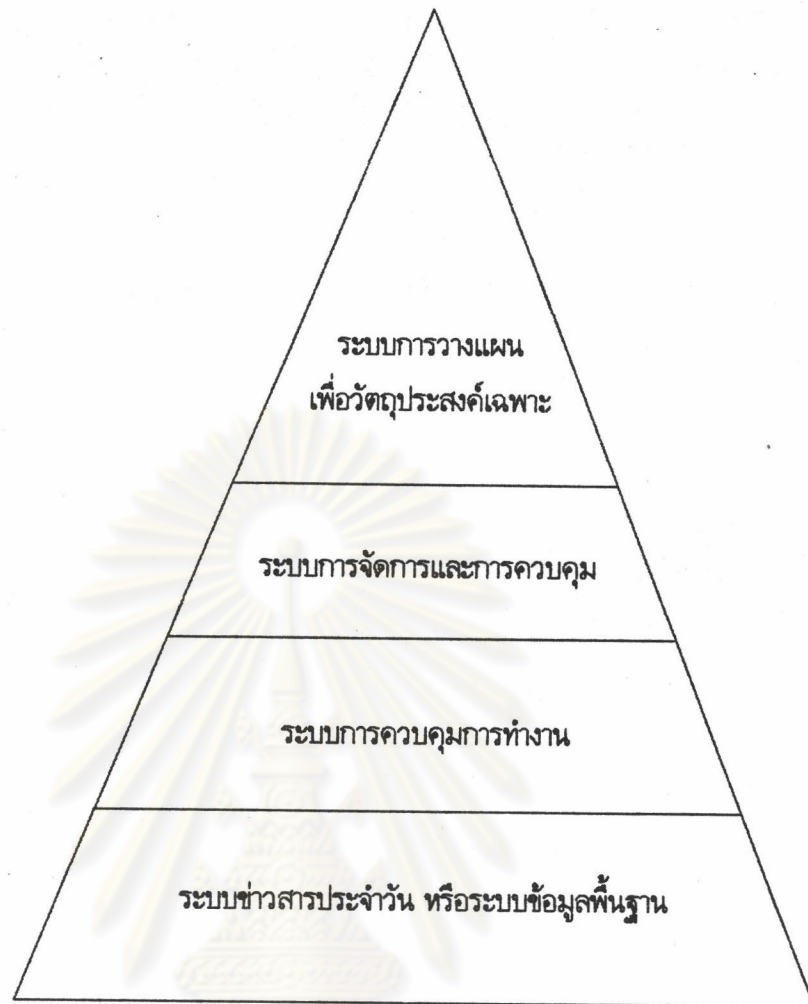 ระบบการวางแผน
เพื่อวัตถุประสงค์เฉพาะ
ระบบการจัดการและการควบคุม
ระบบการควบคุมการทำงาน
ระบบข่าวสารประจำวัน หรือระบบข้อมูลพื้นฐาน